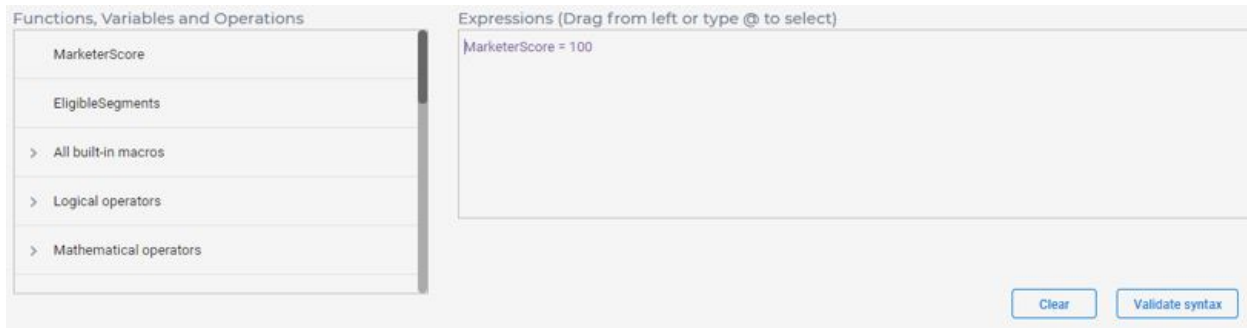 Functions, Variables and Operations
MarketerScore
EligibleSegments
All built-in macros
Logical operators
Mathematical operators
Expressions (Drag from left or type @ to select)
MarketerScore = 100
Clear
Validate syntax